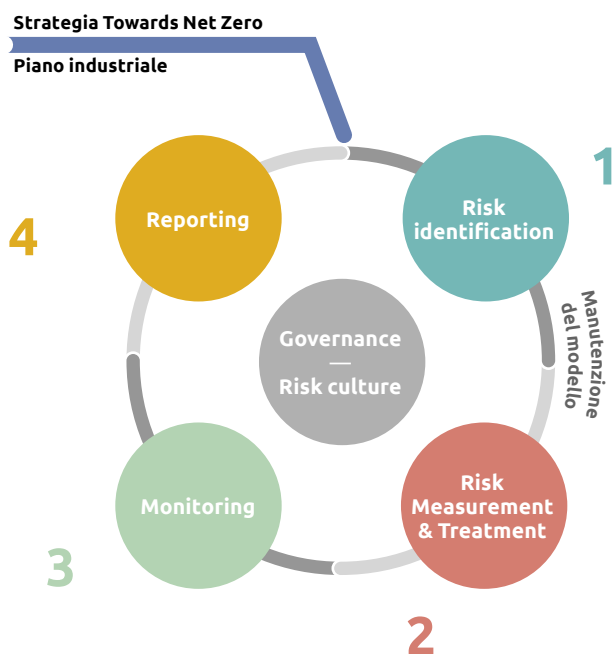 Strategia Towards Net Zero
Piano industriale
1
Risk
identification
Reporting
4
Manutenzione
del modello
Governance
—
Risk culture
Risk
Measurement
& Treatment
Monitoring
3
2